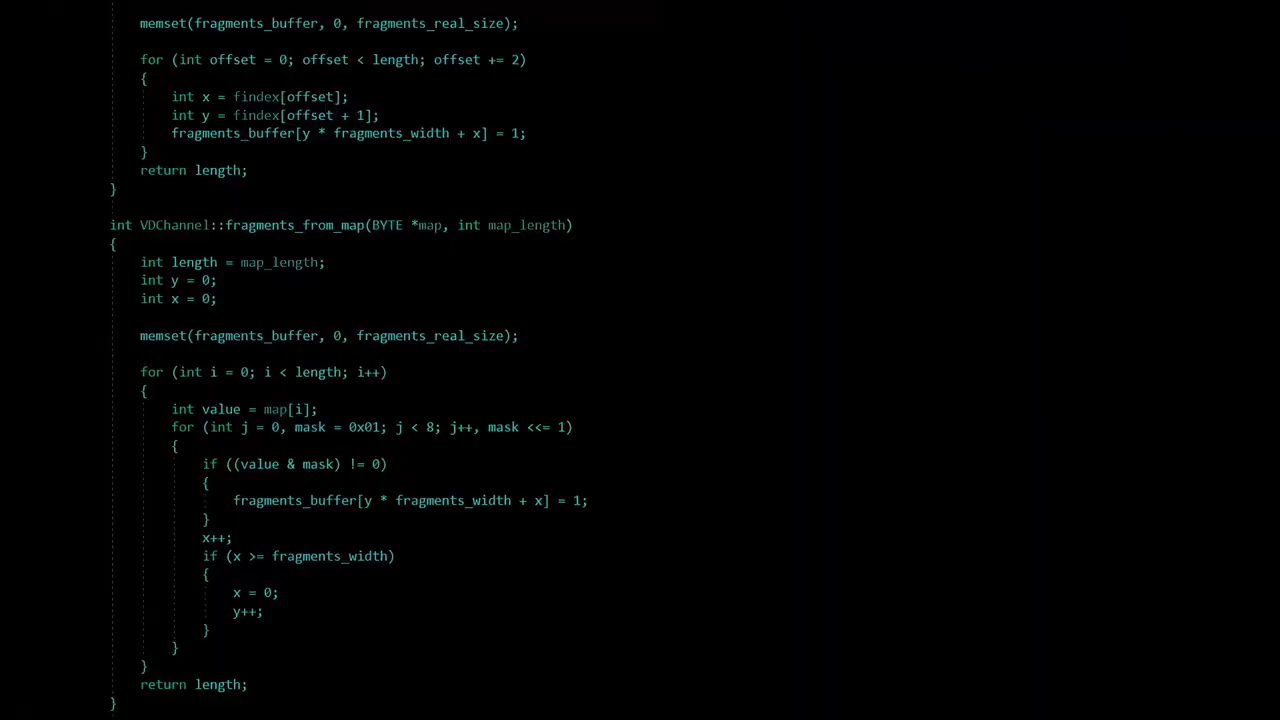 memset(fragments_buffer, 0, fragments_real_size);
for (int offset = 0; offset < length; offset += 2)
{
int x = findex[offset];
int y = findex[offset + 1];
fragments_buffer[y * fragments_width + x] = 1;
}
return length;
}
int VDChannel::fragments_from_map(BYTE *map, int map_length)
{
int length = map_length;
int y = 0;
int x = 0;
memset(fragments_buffer, 0, fragments_real_size);
for (int i = 0; i < length; i++)
{
int value = map[i];
for (int j = 0, mask = 0x01; j < 8; j++, mask <<= 1)
{
if ((value & mask) != 0)
{
fragments_buffer[y * fragments_width + x] = 1;
}
x++;
if (x >= fragments_width)
{
x = 0;
y++;
}
}
}
return length;
}